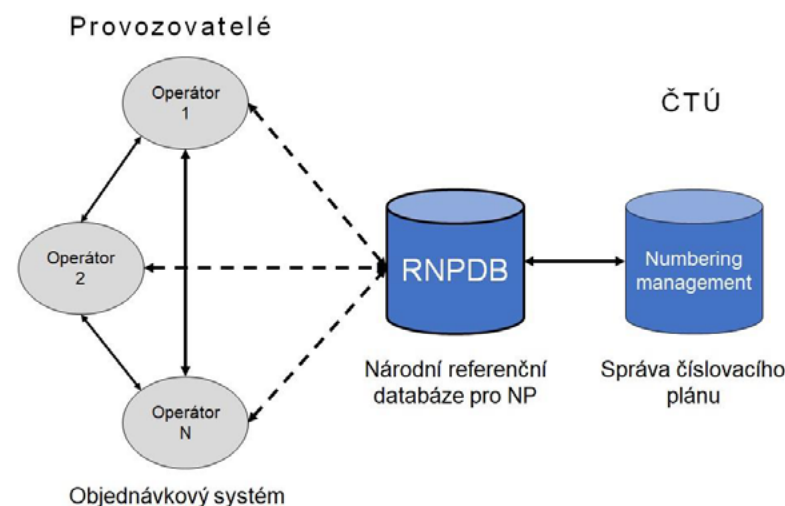 Provozovatelé
Operátor
1
Operátor
2
Operátor
N
Objednávkový systém
RNPDB
Národní referenční
databáze pro NP
ČTÚ
Numbering
management
Správa číslovacího
plánu